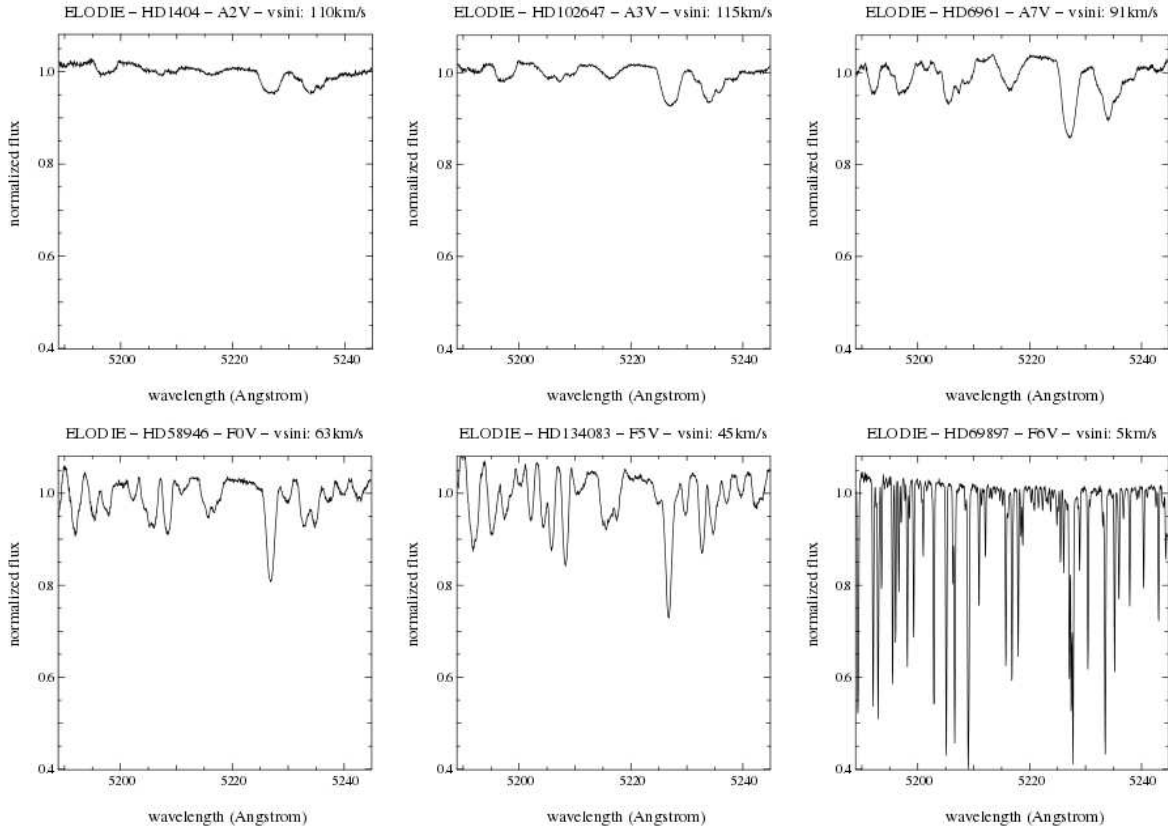 ELODIE – HD1404 – A2V – vsini: 110km/s
ELODIE – HD102647 – A3V – vsini: 115km/s
ELODIE – HD6961 – A7V – vsini: 91km/s
normalized flux
1.0
0.8
0.6
0.4
5200
5220
5240
wavelength (Angstrom)
normalized flux
1.0
0.8
0.6
0.4
5200
5220
5240
wavelength (Angstrom)
normalized flux
1.0
0.8
0.6
0.4
5200
5220
5240
wavelength (Angstrom)
ELODIE – HD58946 – F0V – vsini: 63km/s
ELODIE – HD134083 – F5V – vsini: 45km/s
ELODIE – HD69897 – F6V – vsini: 5km/s
normalized flux
1.0
0.8
0.6
0.4
5200
5220
5240
wavelength (Angstrom)
normalized flux
1.0
0.8
0.6
0.4
5200
5220
5240
wavelength (Angstrom)
normalized flux
1.0
0.8
0.6
0.4
5200
5220
5240
wavelength (Angstrom)